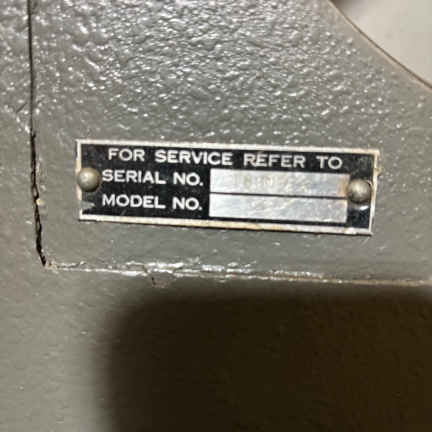 FOR SERVICE REFER TO
SERIAL NO.
MODEL NO.